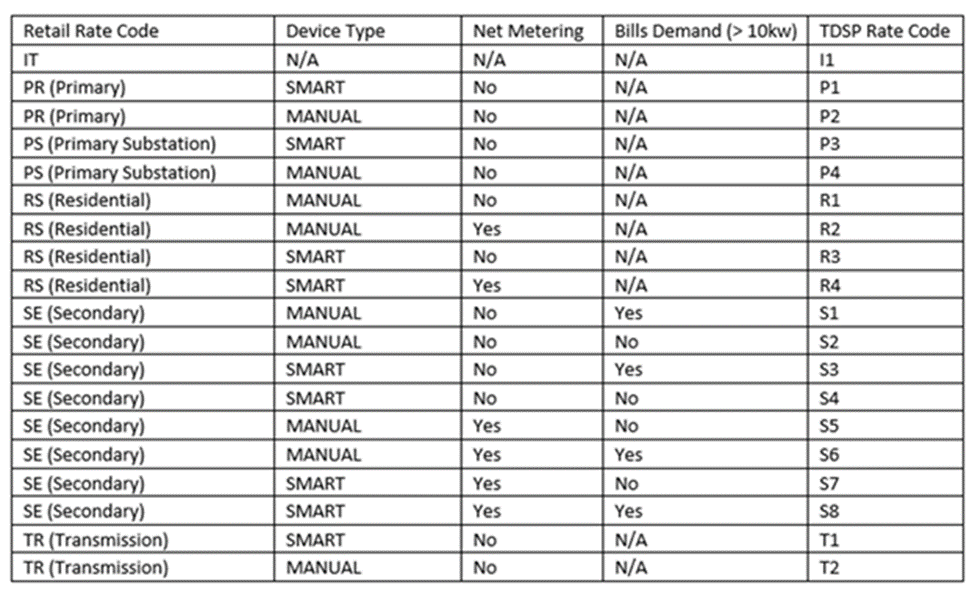 Retail Rate Code Device Type Net Metering Bills Demand (> 10kw) TDSP Rate Code
IT N/A N/A N/A I1
PR (Primary) SMART No N/A P1
PR (Primary) MANUAL No N/A P2
PS (Primary Substation) SMART No N/A P3
PS (Primary Substation) MANUAL No N/A P4
RS (Residential) MANUAL No N/A R1
RS (Residential) MANUAL Yes N/A R2
RS (Residential) SMART No N/A R3
RS (Residential) SMART Yes N/A R4
SE (Secondary) MANUAL No Yes S1
SE (Secondary) MANUAL No No S2
SE (Secondary) SMART No Yes S3
SE (Secondary) SMART No No S4
SE (Secondary) MANUAL Yes No S5
SE (Secondary) MANUAL Yes Yes S6
SE (Secondary) SMART Yes No S7
SE (Secondary) SMART Yes Yes S8
TR (Transmission) SMART No N/A T1
TR (Transmission) MANUAL No N/A T2